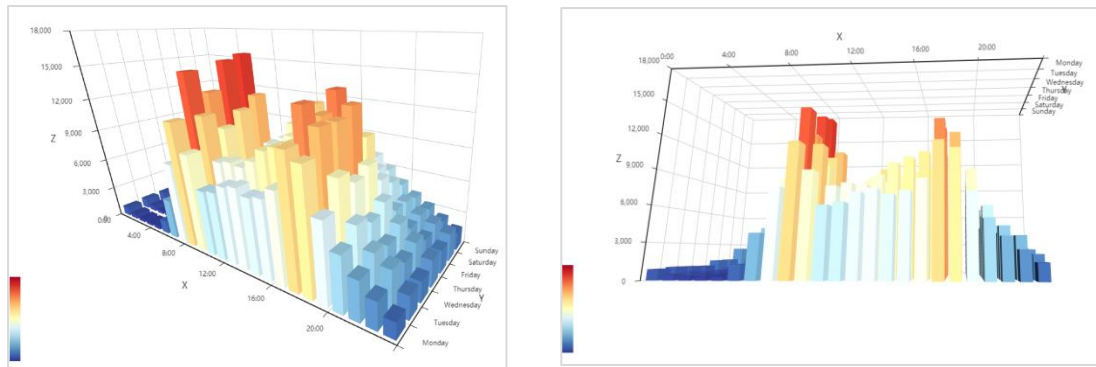 18,000
15,000
12,000
Z
9,000
6,000
3,000
0
0:00
4:00
8:00
12:00
16:00
20:00
X
Y
Sunday
Saturday
Friday
Thursday
Wednesday
Tuesday
Monday
X
0:00
4:00
8:00
12:00
16:00
20:00
Monday
Tuesday
Wednesday
Thursday
Friday
Saturday
Sunday
Y
18,000
15,000
12,000
Z
9,000
6,000
3,000
0